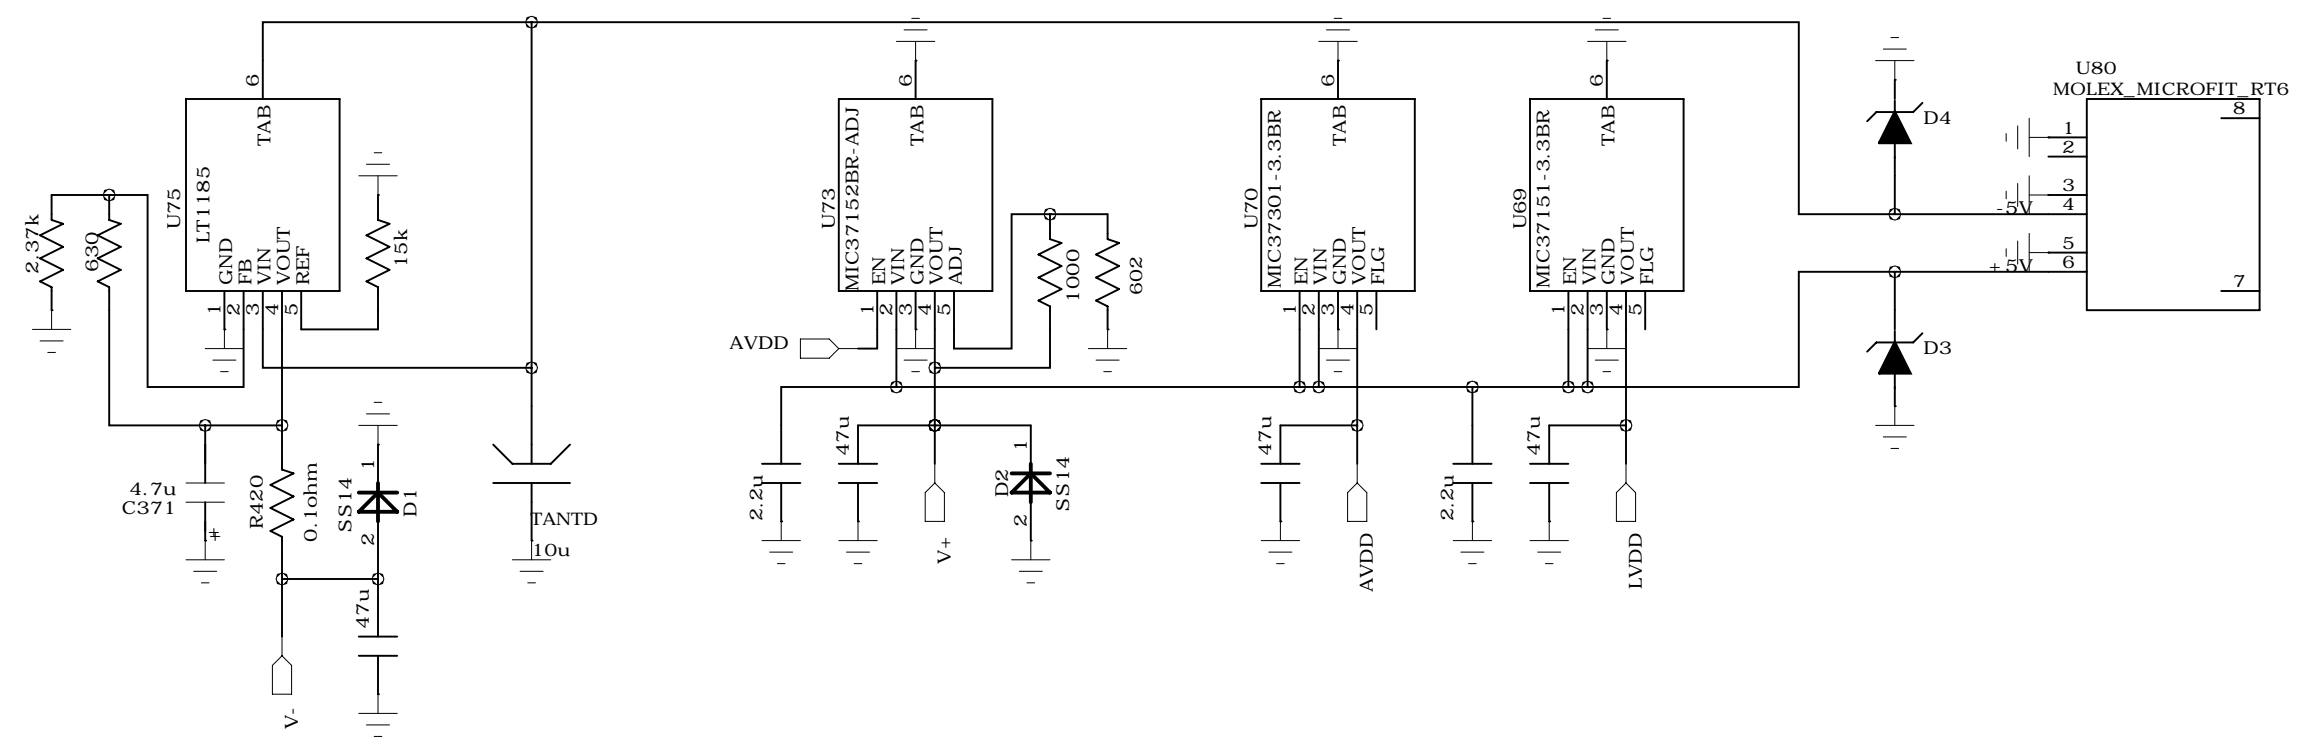 U75
LT1185
TAB
6
GND
FB
VIN
VOUT
REF
1
2
3
4
5
2.37k
630
15k
4.7u
C371
+
R420
0.1ohm
SS14
D1
1
2
47u
V-
TANTD
10u
U73
MIC37152BR-ADJ
TAB
6
EN
VIN
GND
VOUT
ADJ
1
2
3
4
5
AVDD
1000
602
2.2u
47u
V+
D2
SS14
1
2
U70
MIC37301-3.3BR
TAB
6
EN
VIN
GND
VOUT
FLG
1
2
3
4
5
47u
AVDD
2.2u
U69
MIC37151-3.3BR
TAB
6
EN
VIN
GND
VOUT
FLG
1
2
3
4
5
47u
LVDD
D4
D3
U80
MOLEX_MICROFIT_RT6
8
1
2
3
4
-5V
5
6
+5V
7